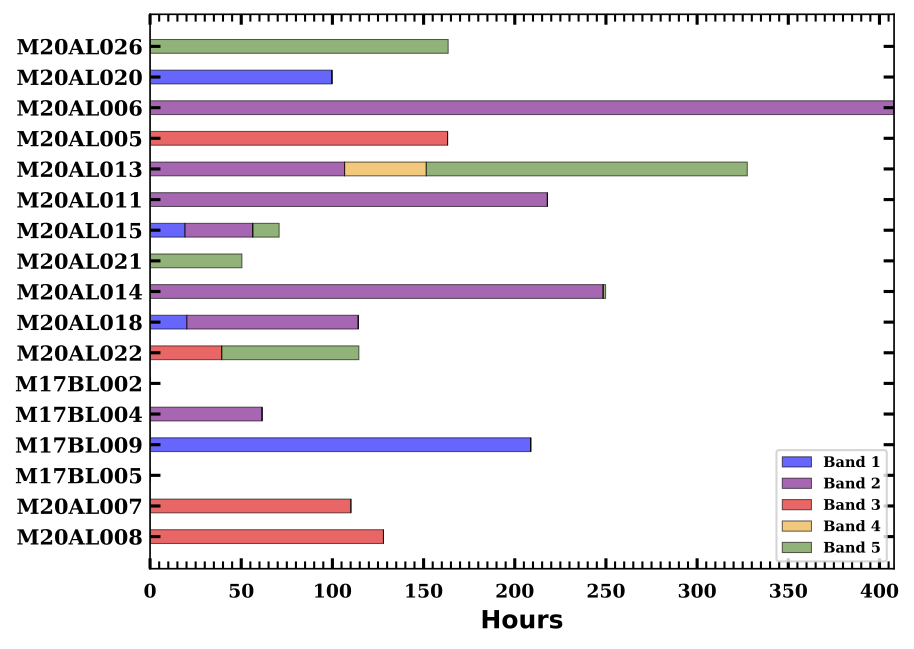 M20AL026
M20AL020
M20AL006
M20AL005
M20AL013
M20AL011
M20AL015
M20AL021
M20AL014
M20AL018
M20AL022
M17BL002
M17BL004
M17BL009
M17BL005
M20AL007
M20AL008
Band 1
Band 2
Band 3
Band 4
Band 5
0 50 100 150 200 250 300 350 400
Hours